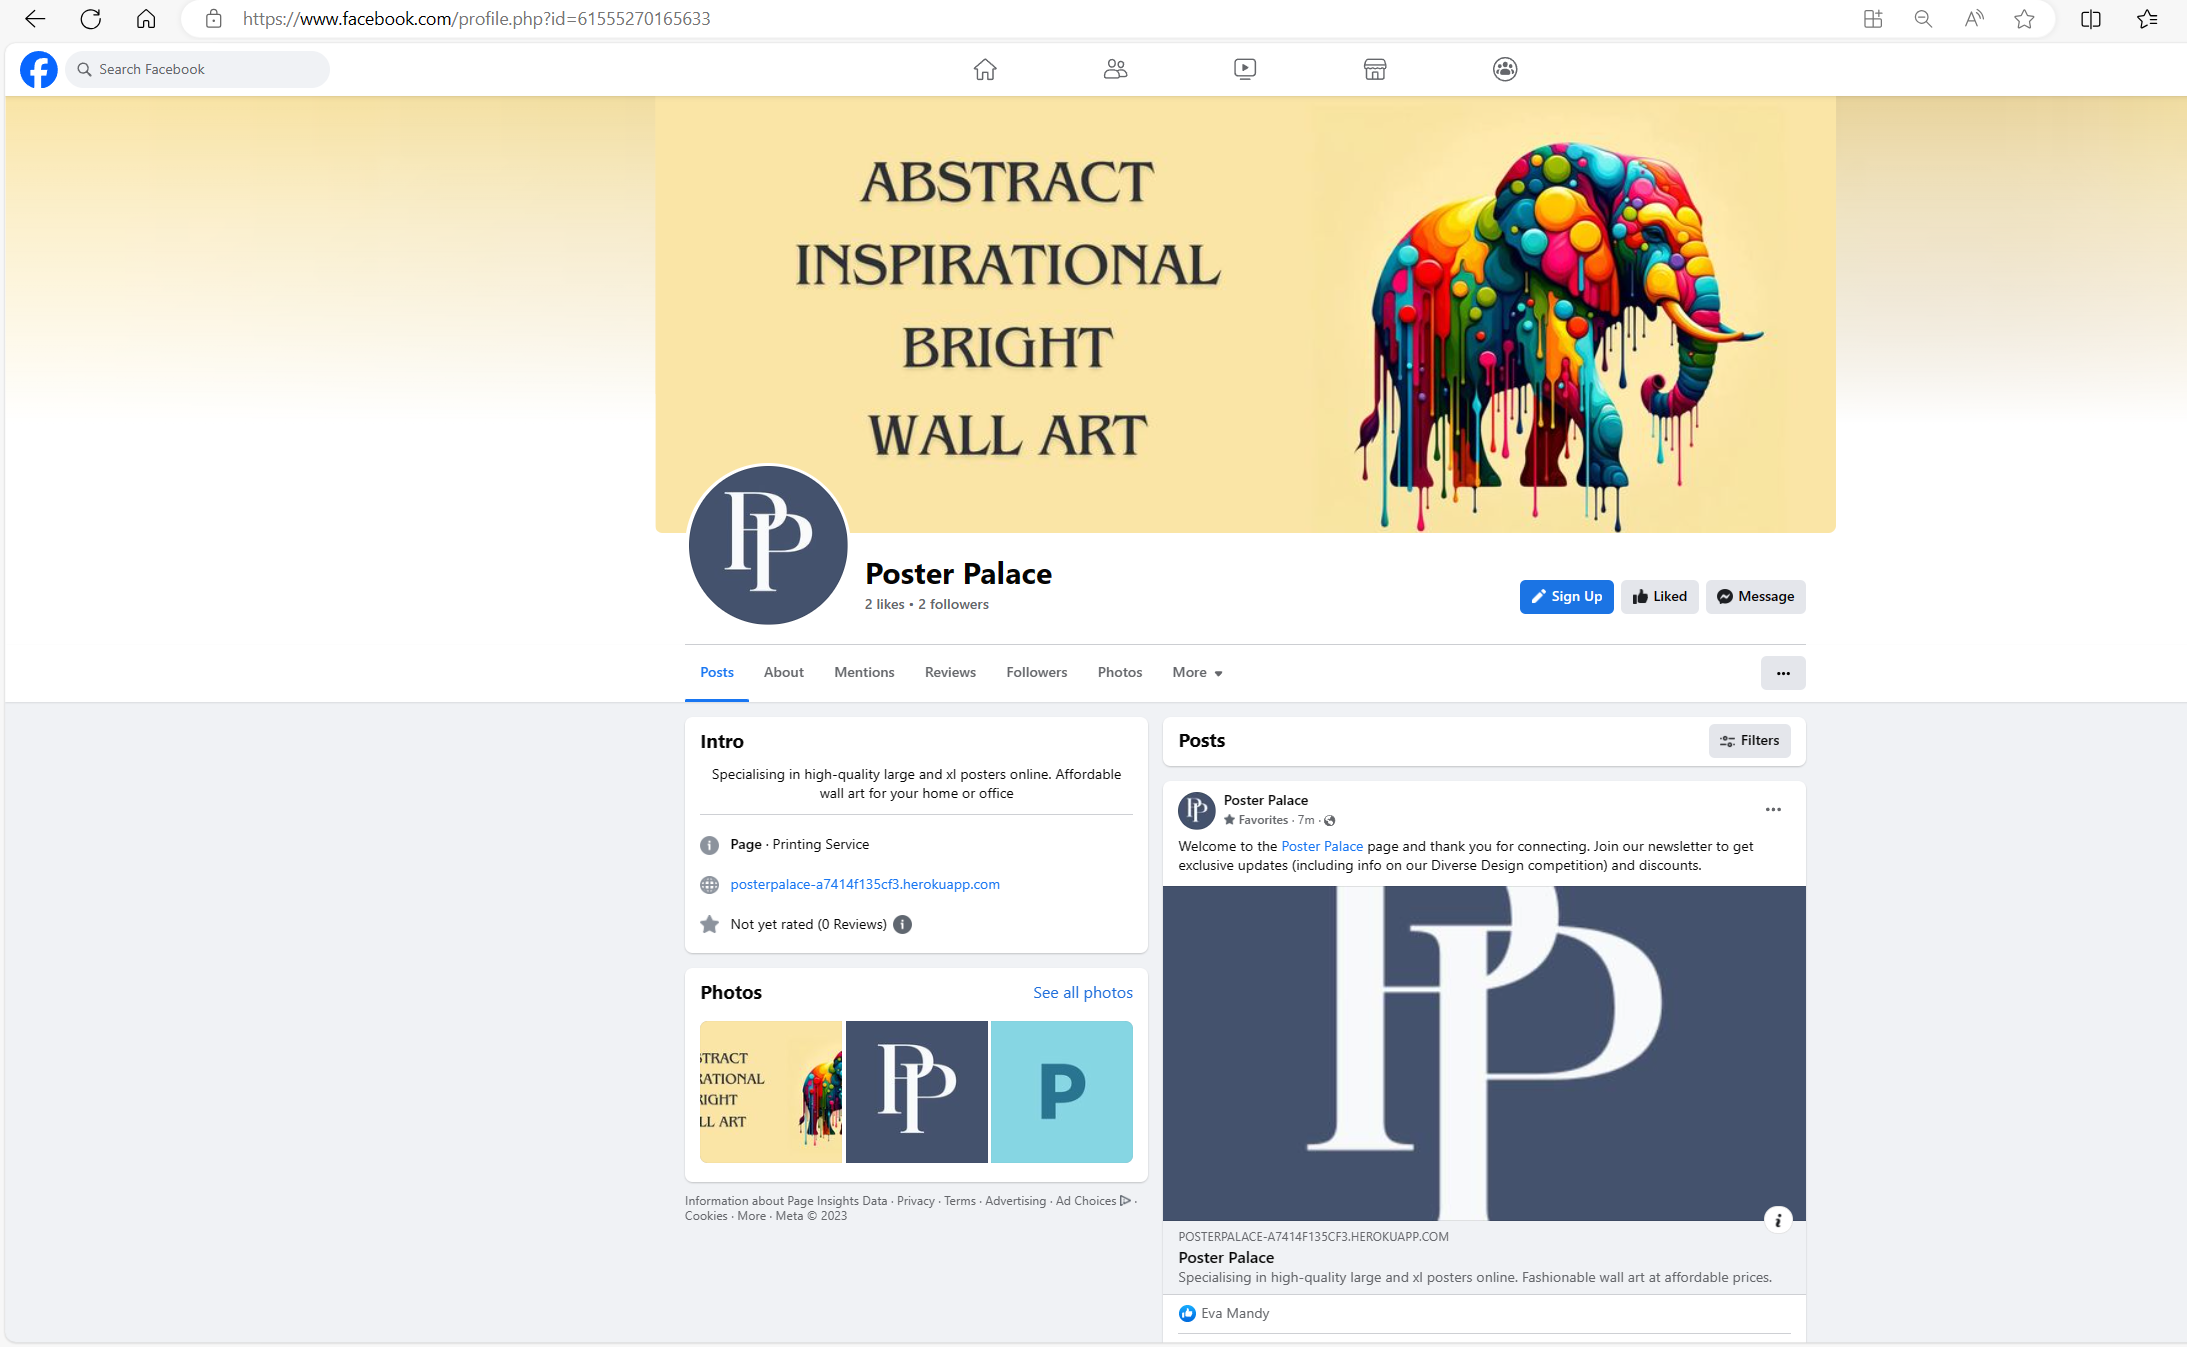 https://www.facebook.com/profile.php?id=61555270165633
Search Facebook
ABSTRACT
INSPIRATIONAL
BRIGHT
WALL ART
PP
Poster Palace
2 likes • 2 followers
Sign Up
Liked
Message
Posts
About
Mentions
Reviews
Followers
Photos
More
Intro
Specialising in high-quality large and xl posters online. Affordable
wall art for your home or office
Page · Printing Service
posterpalace-a7414f135cf3.herokuapp.com
Not yet rated (0 Reviews)
Photos
See all photos
STRACT
RATIONAL
RIGHT
LL ART
PP
P
Information about Page Insights Data · Privacy · Terms · Advertising · Ad Choices ·
Cookies · More · Meta © 2023
Posts
Filters
PP
Poster Palace
Favorites · 7m ·
Welcome to the Poster Palace page and thank you for connecting. Join our newsletter to get
exclusive updates (including info on our Diverse Design competition) and discounts.
PP
POSTERPALACE-A7414F135CF3.HEROKUAPP.COM
Poster Palace
Specialising in high-quality large and xl posters online. Fashionable wall art at affordable prices.
Eva Mandy